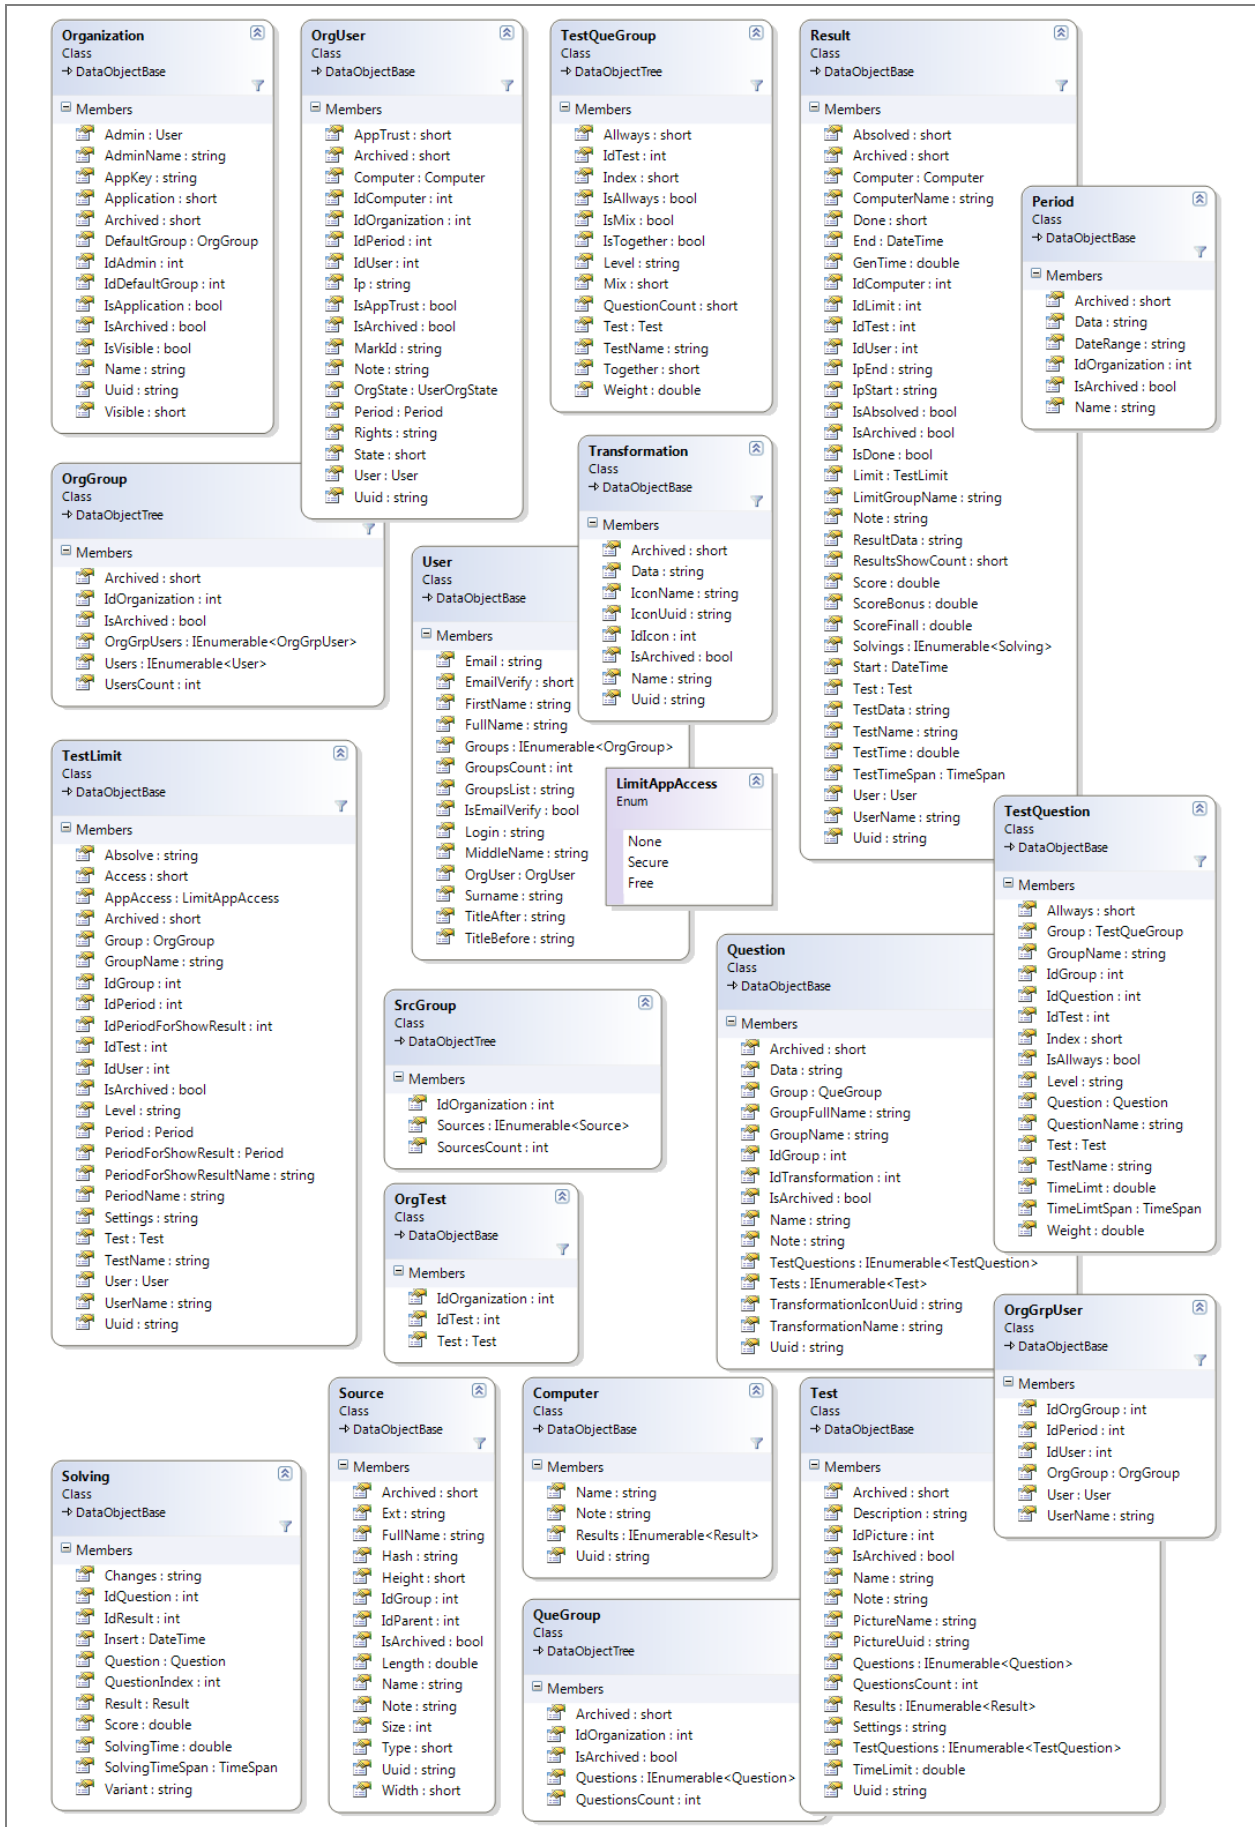 Organization
Class
DataObjectBase
Members
Admin : User
AdminName : string
AppKey : string
Application : short
Archived : short
DefaultGroup : OrgGroup
IdAdmin : int
IdDefaultGroup : int
IsApplication : bool
IsArchived : bool
IsVisible : bool
Name : string
Uuid : string
Visible : short
OrgUser
Class
DataObjectBase
Members
AppTrust : short
Archived : short
Computer : Computer
IdComputer : int
IdOrganization : int
IdPeriod : int
IdUser : int
Ip : string
IsAppTrust : bool
IsArchived : bool
MarkId : string
Note : string
OrgState : UserOrgState
Period : Period
Rights : string
State : short
User : User
Uuid : string
TestQueGroup
Class
DataObjectTree
Members
Allways : short
IdTest : int
Index : short
IsAllways : bool
IsMix : bool
IsTogether : bool
Level : string
Mix : short
QuestionCount : short
Test : Test
TestName : string
Together : short
Weight : double
Result
Class
DataObjectBase
Members
Absolved : short
Archived : short
Computer : Computer
ComputerName : string
Done : short
End : DateTime
GenTime : double
IdComputer : int
IdLimit : int
IdTest : int
IdUser : int
IpEnd : string
IpStart : string
IsAbsolved : bool
IsArchived : bool
IsDone : bool
Limit : TestLimit
LimitGroupName : string
Note : string
ResultData : string
ResultsShowCount : short
Score : double
ScoreBonus : double
ScoreFinall : double
Solvings : IEnumerable<Solving>
Start : DateTime
Test : Test
TestData : string
TestName : string
TestTime : double
TestTimeSpan : TimeSpan
User : User
UserName : string
Uuid : string
Period
Class
DataObjectBase
Members
Archived : short
Data : string
DateRange : string
IdOrganization : int
IsArchived : bool
Name : string
OrgGroup
Class
DataObjectTree
Members
Archived : short
IdOrganization : int
IsArchived : bool
OrgGrpUsers : IEnumerable<OrgGrpUser>
Users : IEnumerable<User>
UsersCount : int
User
Class
DataObjectBase
Members
Email : string
EmailVerify : short
FirstName : string
FullName : string
Groups : IEnumerable<OrgGroup>
GroupsCount : int
GroupsList : string
IsEmailVerify : bool
Login : string
MiddleName : string
OrgUser : OrgUser
Surname : string
TitleAfter : string
TitleBefore : string
Transformation
Class
DataObjectBase
Members
Archived : short
Data : string
IconName : string
IconUuid : string
IdIcon : int
IsArchived : bool
Name : string
Uuid : string
LimitAppAccess
Enum
None
Secure
Free
TestLimit
Class
DataObjectBase
Members
Absolve : string
Access : short
AppAccess : LimitAppAccess
Archived : short
Group : OrgGroup
GroupName : string
IdGroup : int
IdPeriod : int
IdPeriodForShowResult : int
IdTest : int
IdUser : int
IsArchived : bool
Level : string
Period : Period
PeriodForShowResult : Period
PeriodForShowResultName : string
PeriodName : string
Settings : string
Test : Test
TestName : string
User : User
UserName : string
Uuid : string
SrcGroup
Class
DataObjectTree
Members
IdOrganization : int
Sources : IEnumerable<Source>
SourcesCount : int
OrgTest
Class
DataObjectBase
Members
IdOrganization : int
IdTest : int
Test : Test
Question
Class
DataObjectBase
Members
Archived : short
Data : string
Group : QueGroup
GroupFullName : string
GroupName : string
IdGroup : int
IdTransformation : int
IsArchived : bool
Name : string
Note : string
TestQuestions : IEnumerable<TestQuestion>
Tests : IEnumerable<Test>
TransformationIconUuid : string
TransformationName : string
Uuid : string
TestQuestion
Class
DataObjectBase
Members
Allways : short
Group : TestQueGroup
GroupName : string
IdGroup : int
IdQuestion : int
IdTest : int
Index : short
IsAllways : bool
Level : string
Question : Question
QuestionName : string
Test : Test
TestName : string
TimeLimt : double
TimeLimtSpan : TimeSpan
Weight : double
OrgGrpUser
Class
DataObjectBase
Members
IdOrgGroup : int
IdPeriod : int
IdUser : int
OrgGroup : OrgGroup
User : User
UserName : string
Solving
Class
DataObjectBase
Members
Changes : string
IdQuestion : int
IdResult : int
Insert : DateTime
Question : Question
QuestionIndex : int
Result : Result
Score : double
SolvingTime : double
SolvingTimeSpan : TimeSpan
Variant : string
Source
Class
DataObjectBase
Members
Archived : short
Ext : string
FullName : string
Hash : string
Height : short
IdGroup : int
IdParent : int
IsArchived : bool
Length : double
Name : string
Note : string
Size : int
Type : short
Uuid : string
Width : short
Computer
Class
DataObjectBase
Members
Name : string
Note : string
Results : IEnumerable<Result>
Uuid : string
QueGroup
Class
DataObjectTree
Members
Archived : short
IdOrganization : int
IsArchived : bool
Questions : IEnumerable<Question>
QuestionsCount : int
Test
Class
DataObjectBase
Members
Archived : short
Description : string
IdPicture : int
IsArchived : bool
Name : string
Note : string
PictureName : string
PictureUuid : string
Questions : IEnumerable<Question>
QuestionsCount : int
Results : IEnumerable<Result>
Settings : string
TestQuestions : IEnumerable<TestQuestion>
TimeLimit : double
Uuid : string